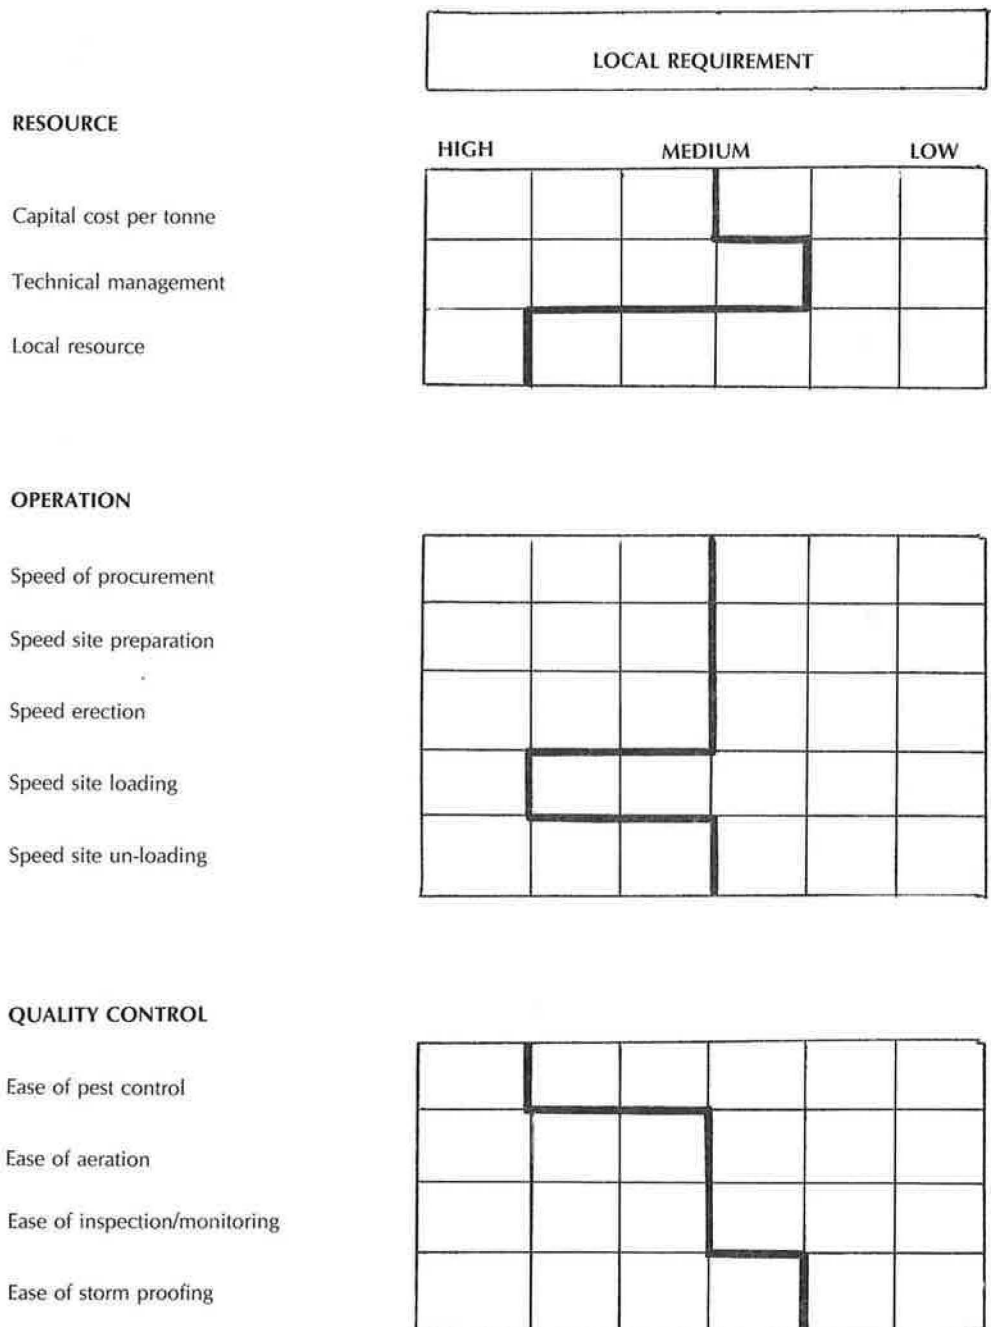 LOCAL REQUIREMENT
RESOURCE
HIGH MEDIUM LOW
Capital cost per tonne
Technical management
Local resource
OPERATION
Speed of procurement
Speed site preparation
Speed erection
Speed site loading
Speed site un-loading
QUALITY CONTROL
Ease of pest control
Ease of aeration
Ease of inspection/monitoring
Ease of storm proofing